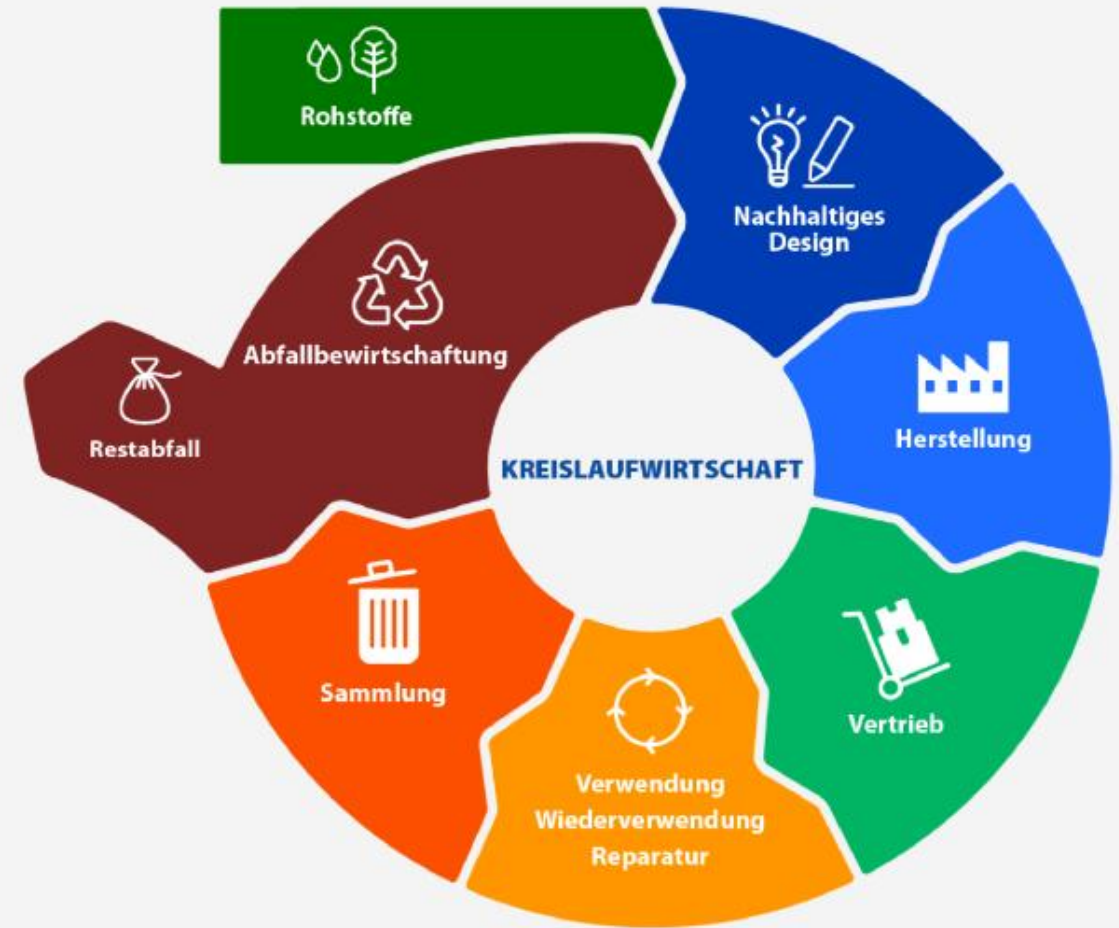 Rohstoffe
Nachhaltiges
Design
Abfallbewirtschaftung
Restabfall
Herstellung
KREISLAUFWIRTSCHAFT
Sammlung
Vertrieb
Verwendung
Wiederverwendung
Reparatur